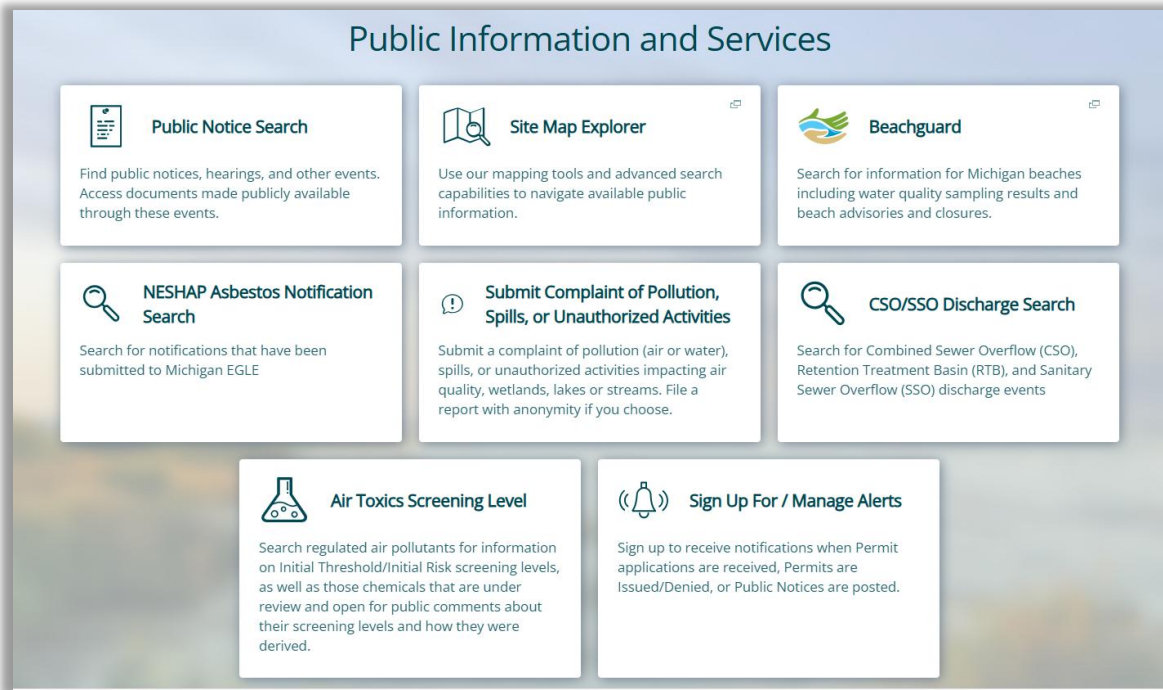 Public Information and Services
Public Notice Search
Find public notices, hearings, and other events.
Access documents made publicly available
through these events.
Site Map Explorer
Use our mapping tools and advanced search
capabilities to navigate available public
information.
Beachguard
Search for information for Michigan beaches
including water quality sampling results and
beach advisories and closures.
NESHAP Asbestos Notification
Search
Search for notifications that have been
submitted to Michigan EGLE
Submit Complaint of Pollution,
Spills, or Unauthorized Activities
Submit a complaint of pollution (air or water),
spills, or unauthorized activities impacting air
quality, wetlands, lakes or streams. File a
report with anonymity if you choose.
CSO/SSO Discharge Search
Search for Combined Sewer Overflow (CSO),
Retention Treatment Basin (RTB), and Sanitary
Sewer Overflow (SSO) discharge events
Air Toxics Screening Level
Search regulated air pollutants for information
on Initial Threshold/Initial Risk screening levels,
as well as those chemicals that are under
review and open for public comments about
their screening levels and how they were
derived.
Sign Up For / Manage Alerts
Sign up to receive notifications when Permit
applications are received, Permits are
Issued/Denied, or Public Notices are posted.